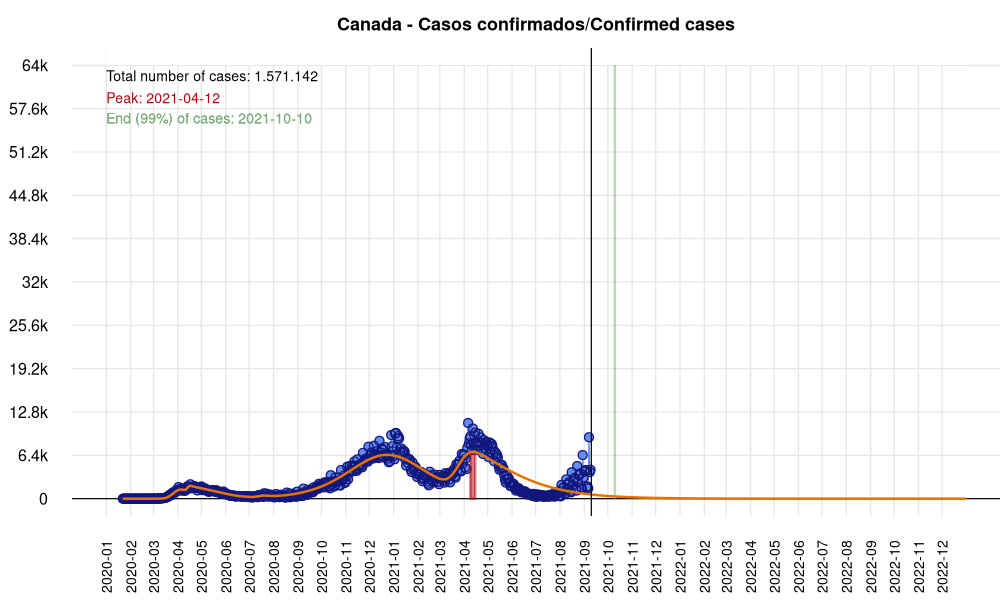 Canada - Casos confirmados/Confirmed cases
Total number of cases: 1.571.142
Peak: 2021-04-12
End (99%) of cases: 2021-10-10
64k
57.6k
51.2k
44.8k
38.4k
32k
25.6k
19.2k
12.8k
6.4k
0
2020-01
2020-02
2020-03
2020-04
2020-05
2020-06
2020-07
2020-08
2020-09
2020-10
2020-11
2020-12
2021-01
2021-02
2021-03
2021-04
2021-05
2021-06
2021-07
2021-08
2021-09
2021-10
2021-11
2021-12
2022-01
2022-02
2022-03
2022-04
2022-05
2022-06
2022-07
2022-08
2022-09
2022-10
2022-11
2022-12